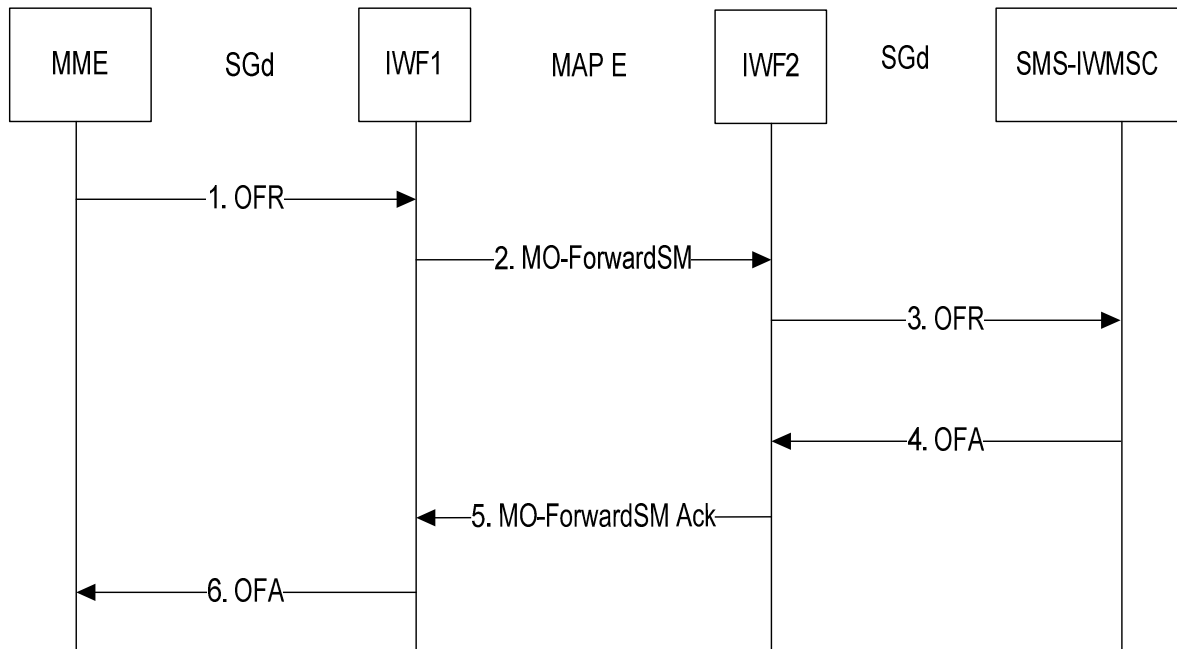 MME
SGd
IWF1
MAP E
IWF2
SGd
SMS-IWMSC
1. OFR
2. MO-ForwardSM
3. OFR
4. OFA
5. MO-ForwardSM Ack
6. OFA